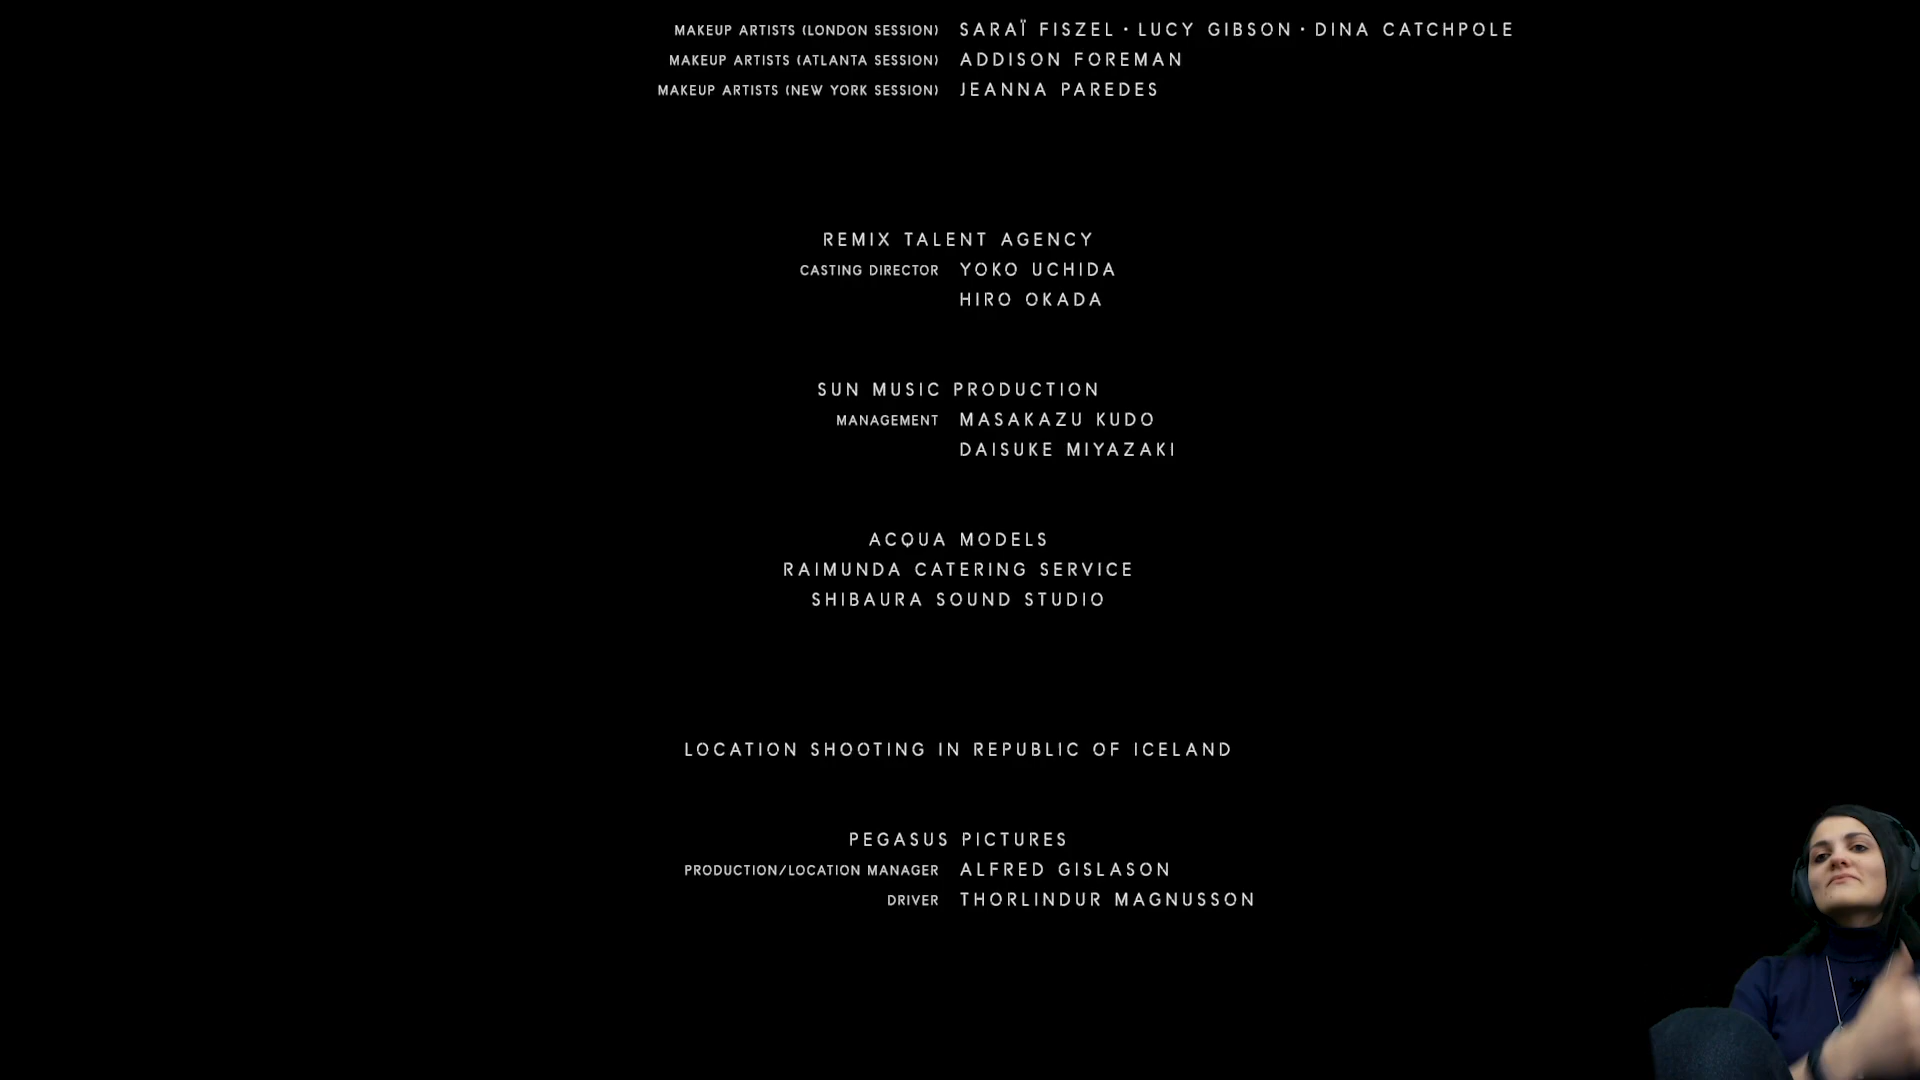 MAKEUP ARTISTS (LONDON SESSION) SARAÏ FISZEL・LUCY GIBSON・DINA CATCHPOLE
MAKEUP ARTISTS (ATLANTA SESSION) ADDISON FOREMAN
MAKEUP ARTISTS (NEW YORK SESSION) JEANNA PAREDES
REMIX TALENT AGENCY
CASTING DIRECTOR YOKO UCHIDA
HIRO OKADA
SUN MUSIC PRODUCTION
MANAGEMENT MASAKAZU KUDO
DAISUKE MIYAZAKI
ACQUA MODELS
RAIMUNDA CATERING SERVICE
SHIBAURA SOUND STUDIO
LOCATION SHOOTING IN REPUBLIC OF ICELAND
PEGASUS PICTURES
PRODUCTION/LOCATION MANAGER ALFRED GISLASON
DRIVER THORLINDUR MAGNUSSON